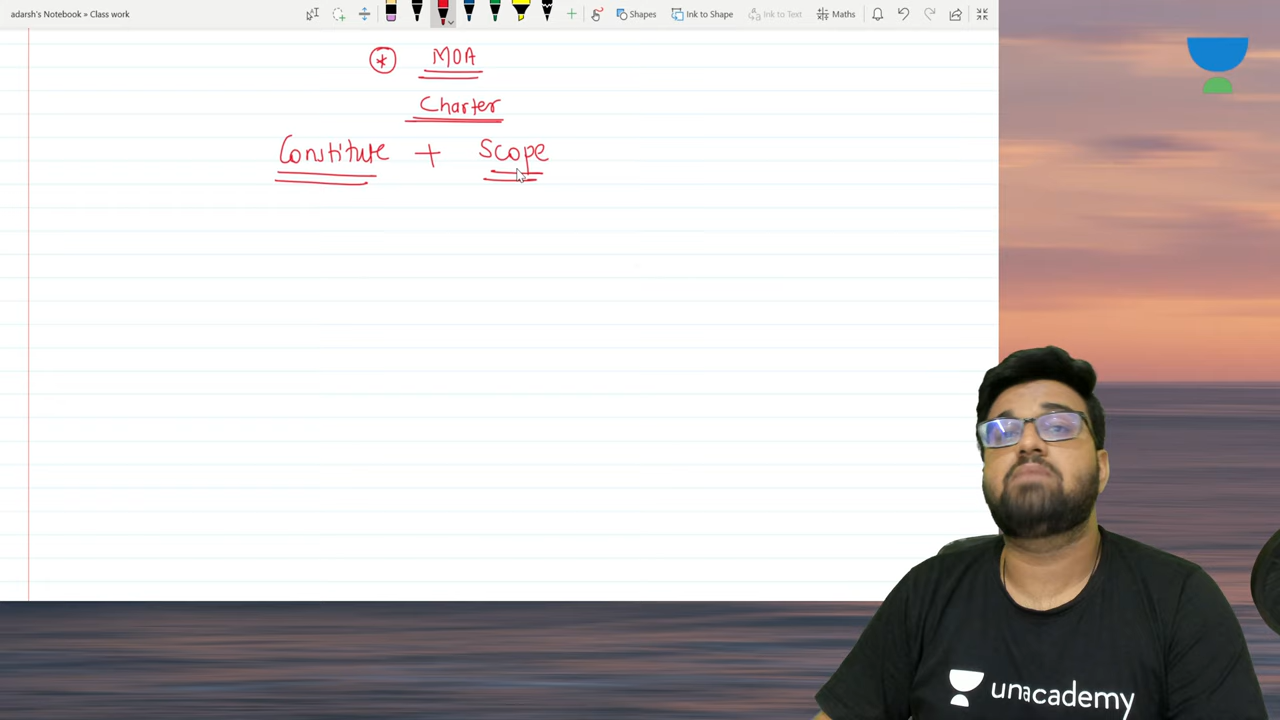 adarsh's Notebook » Class work
Shapes
Ink to Shape
Ink to Text
Maths
* MOA
Charter
Constitute + Scope
unacademy